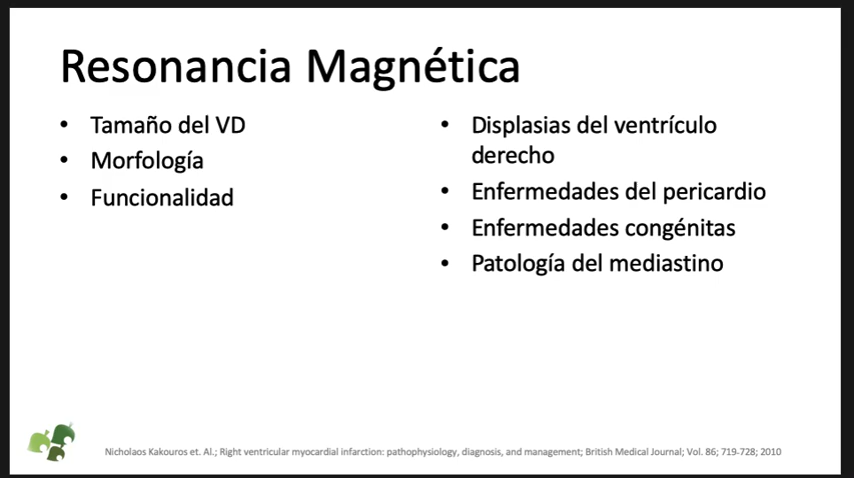 Resonancia Magnética
Tamaño del VD
Morfología
Funcionalidad
Displasias del ventrículo
derecho
Enfermedades del pericardio
Enfermedades congénitas
Patología del mediastino
Nicholaos Kakouros et. Al.; Right ventricular myocardial infarction: pathophysiology, diagnosis, and management; British Medical Journal; Vol. 86; 719-728; 2010